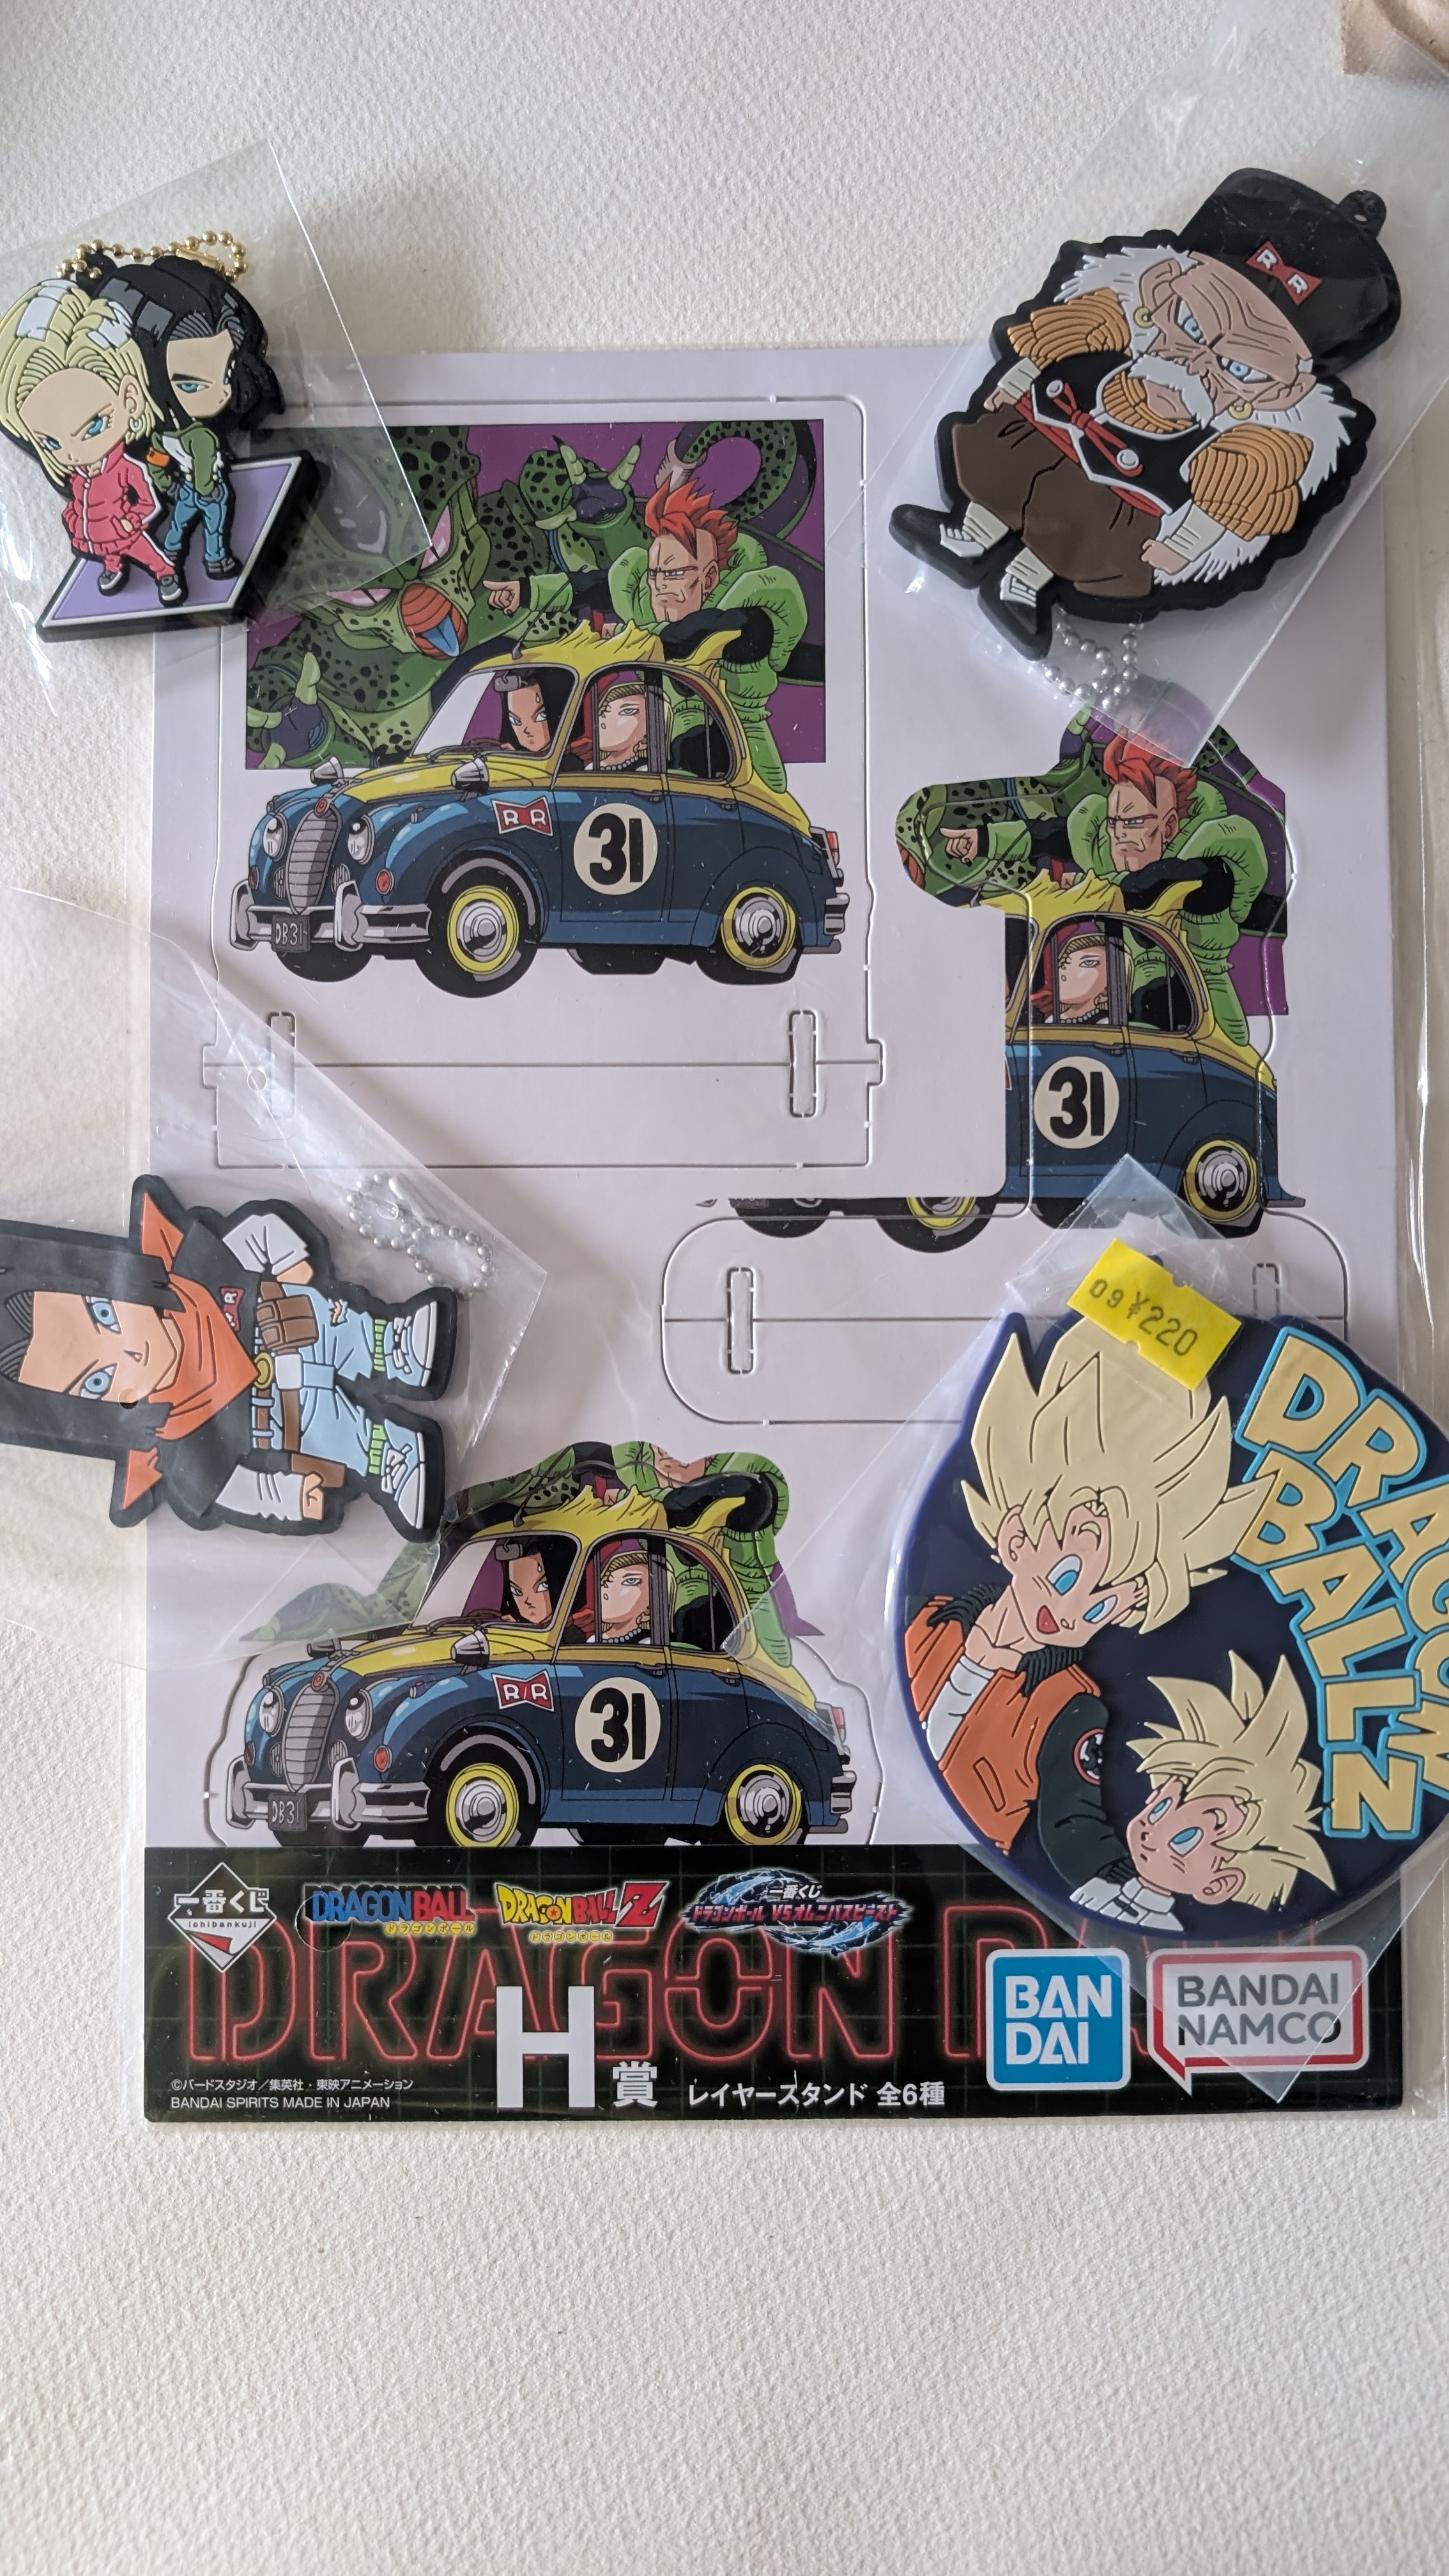 RR
RR
31
DB31
31
RR
09 ¥220
DRAGON
BALL Z
RR
31
DB31
一番くじ
ichibankuji
DRAGONBALL
ドラゴンボール
DRAGONBALL Z
ドラゴンボール
一番くじ
ドラゴンボール VSオムニバスビースト
DRAGON B
H賞
レイヤースタンド 全6種
©バードスタジオ/集英社・東映アニメーション
BANDAI SPIRITS MADE IN JAPAN
BAN
DAI
BANDAI
NAMCO